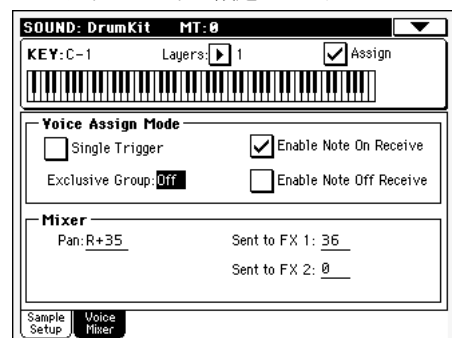 SOUND: DrumKit MT:0
KEY:C-1 Layers: 1 Assign
Voice Assign Mode
Single Trigger Enable Note On Receive
Exclusive Group:Off Enable Note Off Receive
Mixer
Pan:R+35 Sent to FX 1: 36
Sent to FX 2: 0
Sample Setup Voice Mixer